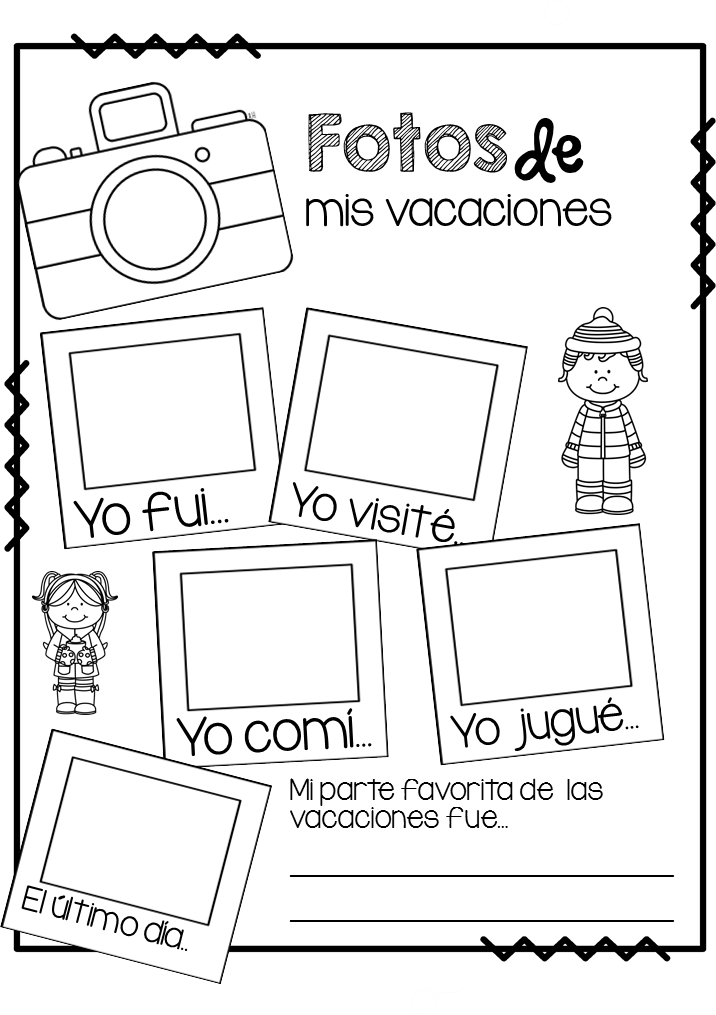 Fotos de
mis vacaciones
Yo fui...
Yo visité..
Yo comí...
Yo jugué...
Mi parte favorita de las
vacaciones fue...
El último día..